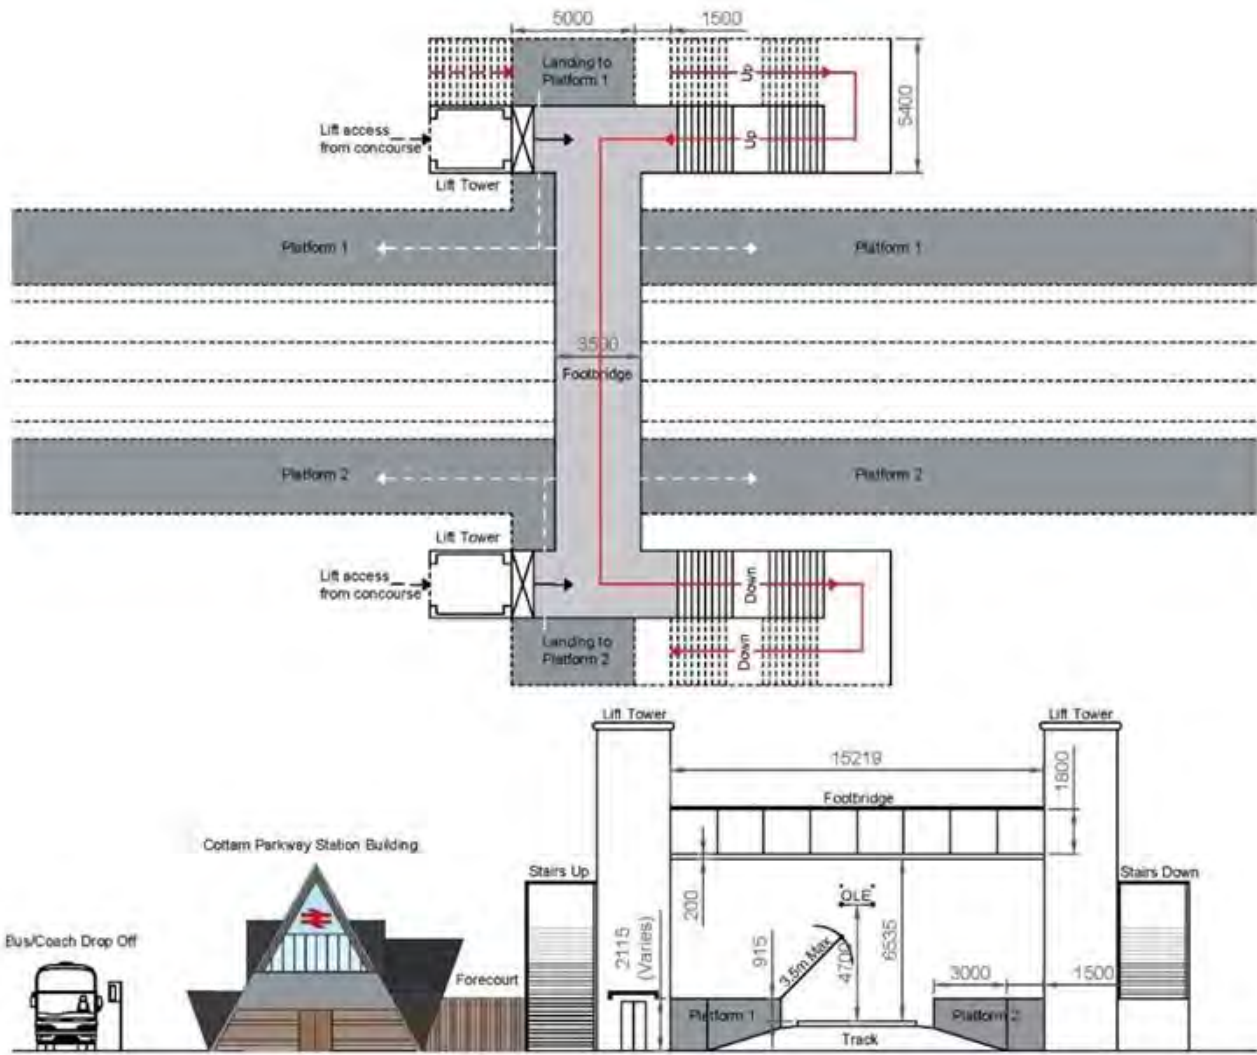 5000
1500
Landing to
Platform 1
Up
5400
Lift access
from concourse
Up
Lift Tower
Platform 1
Platform 1
3500
Footbridge
Platform 2
Platform 2
Lift Tower
Lift access
from concourse
Down
Landing to
Platform 2
Down
Lift Tower
Lift Tower
15219
1800
Footbridge
Cottam Parkway Station Building
Stairs Up
Stairs Down
OLE
200
Bus/Coach Drop Off
2115
(Varies)
915
3.5m Max
4700
6535
Forecourt
3000
1500
Platform 1
Platform 2
Track